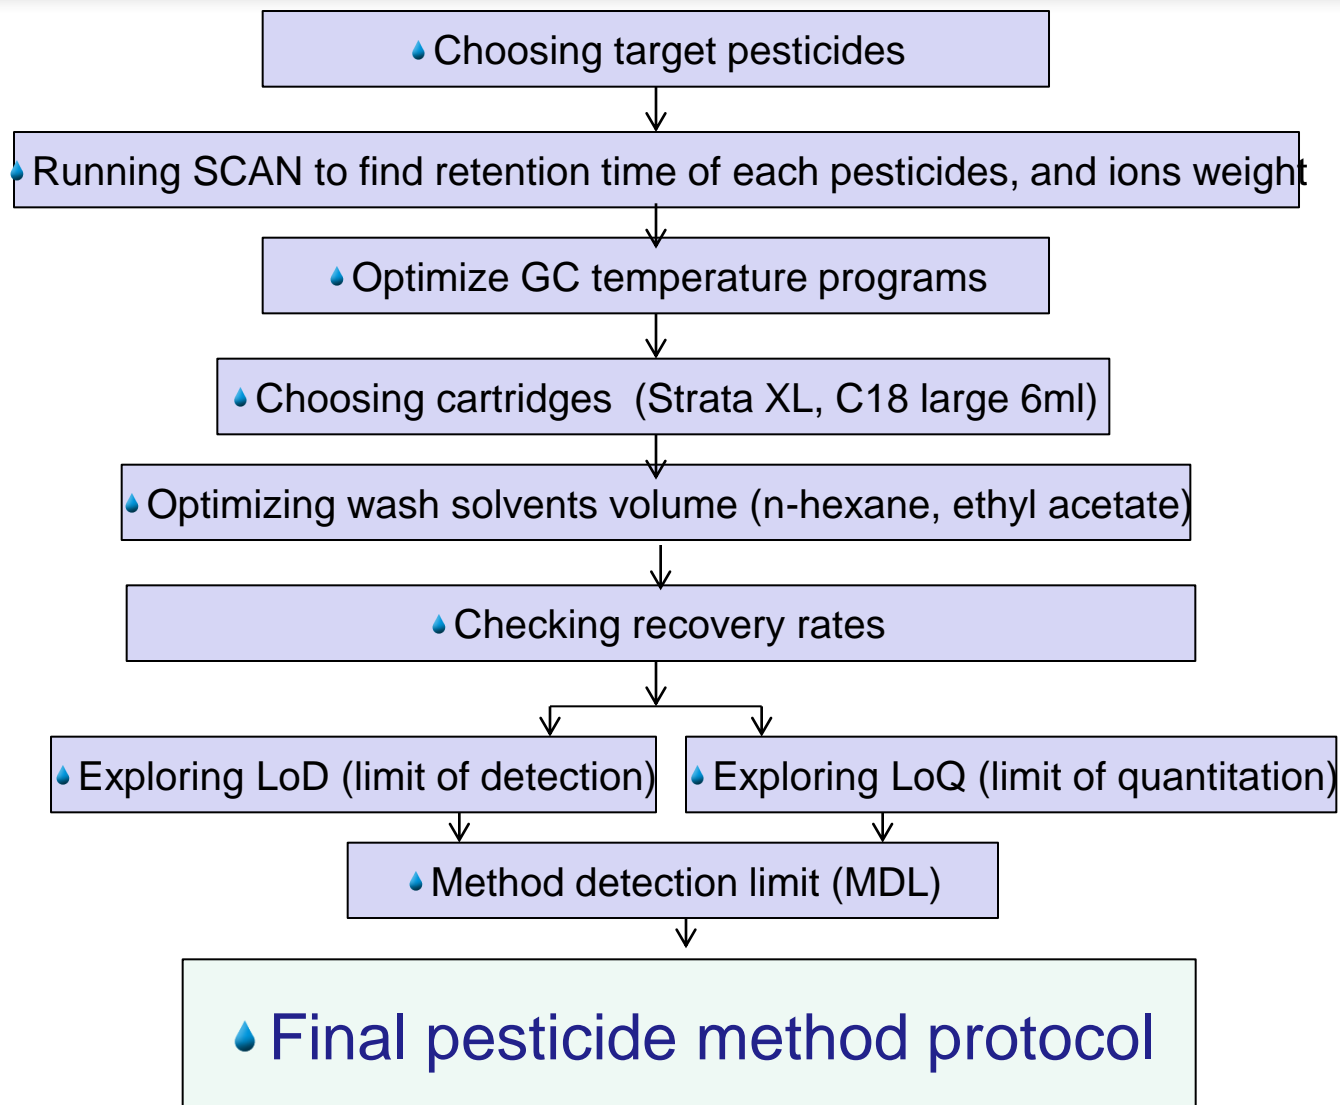 Choosing target pesticides
Running SCAN to find retention time of each pesticides, and ions weight
Optimize GC temperature programs
Choosing cartridges  (Strata XL, C18 large 6ml)
Optimizing wash solvents volume (n-hexane, ethyl acetate)
Checking recovery rates
Exploring LoD (limit of detection)
Exploring LoQ (limit of quantitation)
Method detection limit (MDL)
Final pesticide method protocol